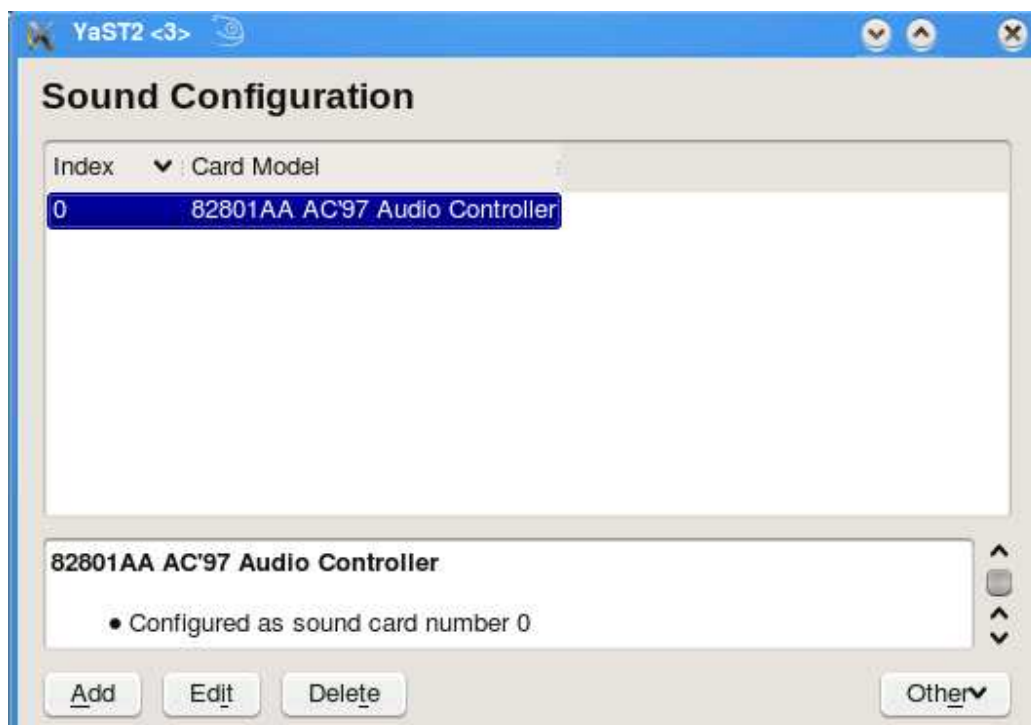 YaST2 <3>
Sound Configuration
Index Card Model
0 82801AA AC'97 Audio Controller
82801AA AC'97 Audio Controller
• Configured as sound card number 0
Add Edit Delete Other